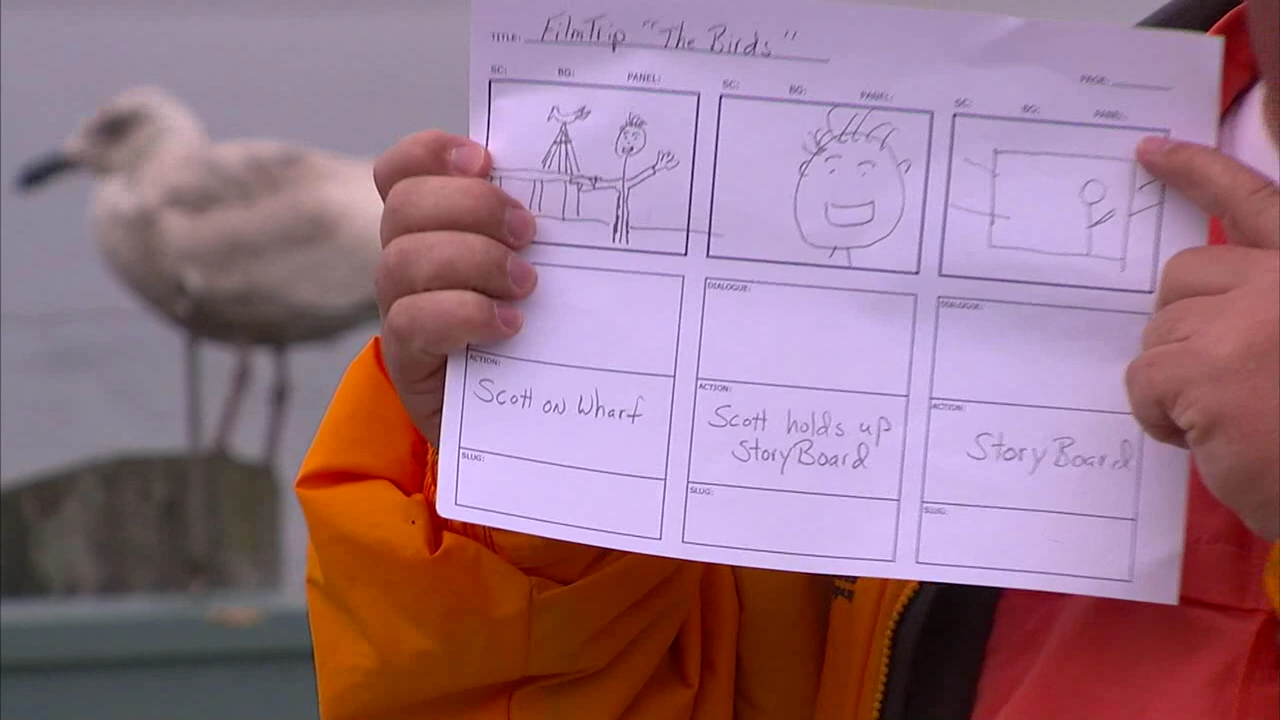 TITLE: FilmTrip "The Birds"
PAGE:
SC: BG: PANEL:
SC: BG: PANEL:
SC: BG: PANEL:
DIALOGUE:
DIALOGUE:
ACTION:
Scott on Wharf
ACTION:
Scott holds up
StoryBoard
ACTION:
StoryBoard
SLUG:
SLUG:
SLUG: